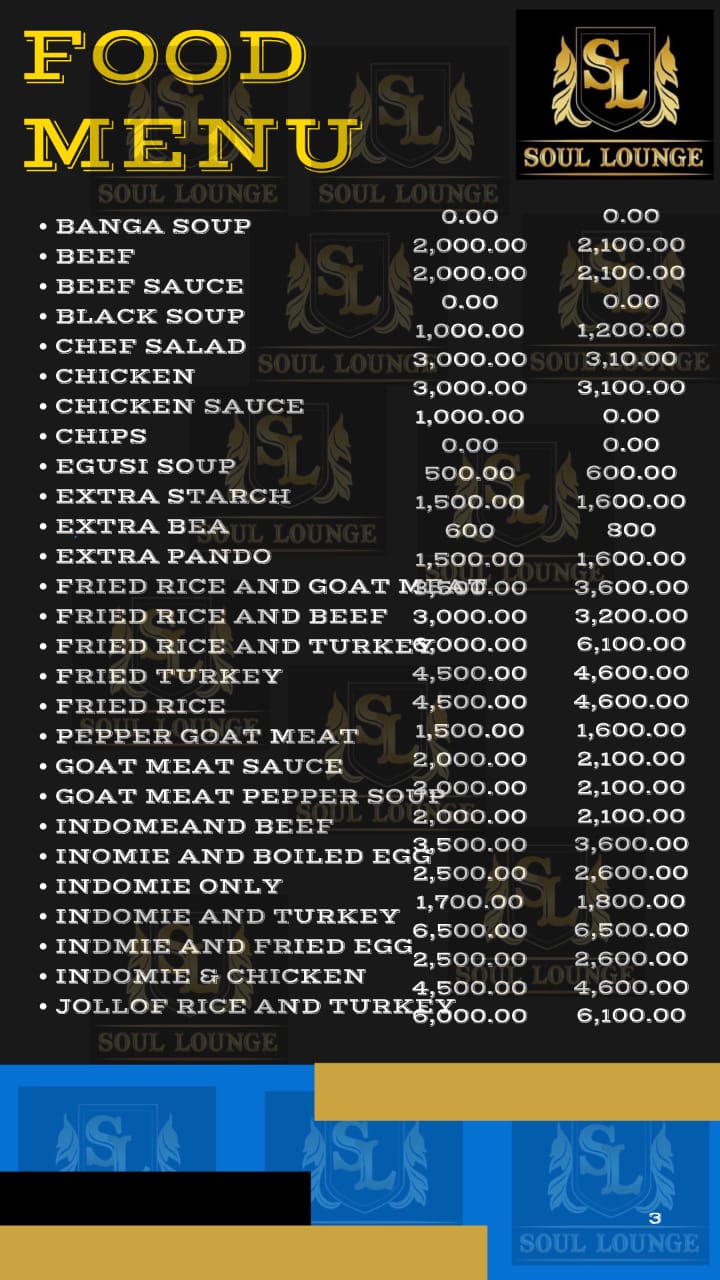 FOOD
MENU
SL
SOUL LOUNGE
• BANGA SOUP
• BEEF
• BEEF SAUCE
• BLACK SOUP
• CHEF SALAD
• CHICKEN
• CHICKEN SAUCE
• CHIPS
• EGUSI SOUP
• EXTRA STARCH
• EXTRA BEA
• EXTRA PANDO
• FRIED RICE AND GOAT MEAT
• FRIED RICE AND BEEF
• FRIED RICE AND TURKEY
• FRIED TURKEY
• FRIED RICE
• PEPPER GOAT MEAT
• GOAT MEAT SAUCE
• GOAT MEAT PEPPER SOUP
• INDOMEAND BEEF
• INOMIE AND BOILED EGG
• INDOMIE ONLY
• INDOMIE AND TURKEY
• INDMIE AND FRIED EGG
• INDOMIE & CHICKEN
• JOLLOF RICE AND TURKEY
0.00 0.00
2,000.00 2,100.00
2,000.00 2,100.00
0.00 0.00
1,000.00 1,200.00
3,000.00 3,10.00
3,000.00 3,100.00
1,000.00 0.00
0.00 0.00
500.00 600.00
1,500.00 1,600.00
600 800
1,500.00 1,600.00
3,600.00
3,000.00 3,200.00
6,000.00 6,100.00
4,500.00 4,600.00
4,500.00 4,600.00
1,500.00 1,600.00
2,000.00 2,100.00
2,100.00
2,000.00 2,100.00
3,500.00 3,600.00
2,500.00 2,600.00
1,700.00 1,800.00
6,500.00 6,500.00
2,500.00 2,600.00
4,500.00 4,600.00
6,000.00 6,100.00
3
SL
SOUL LOUNGE